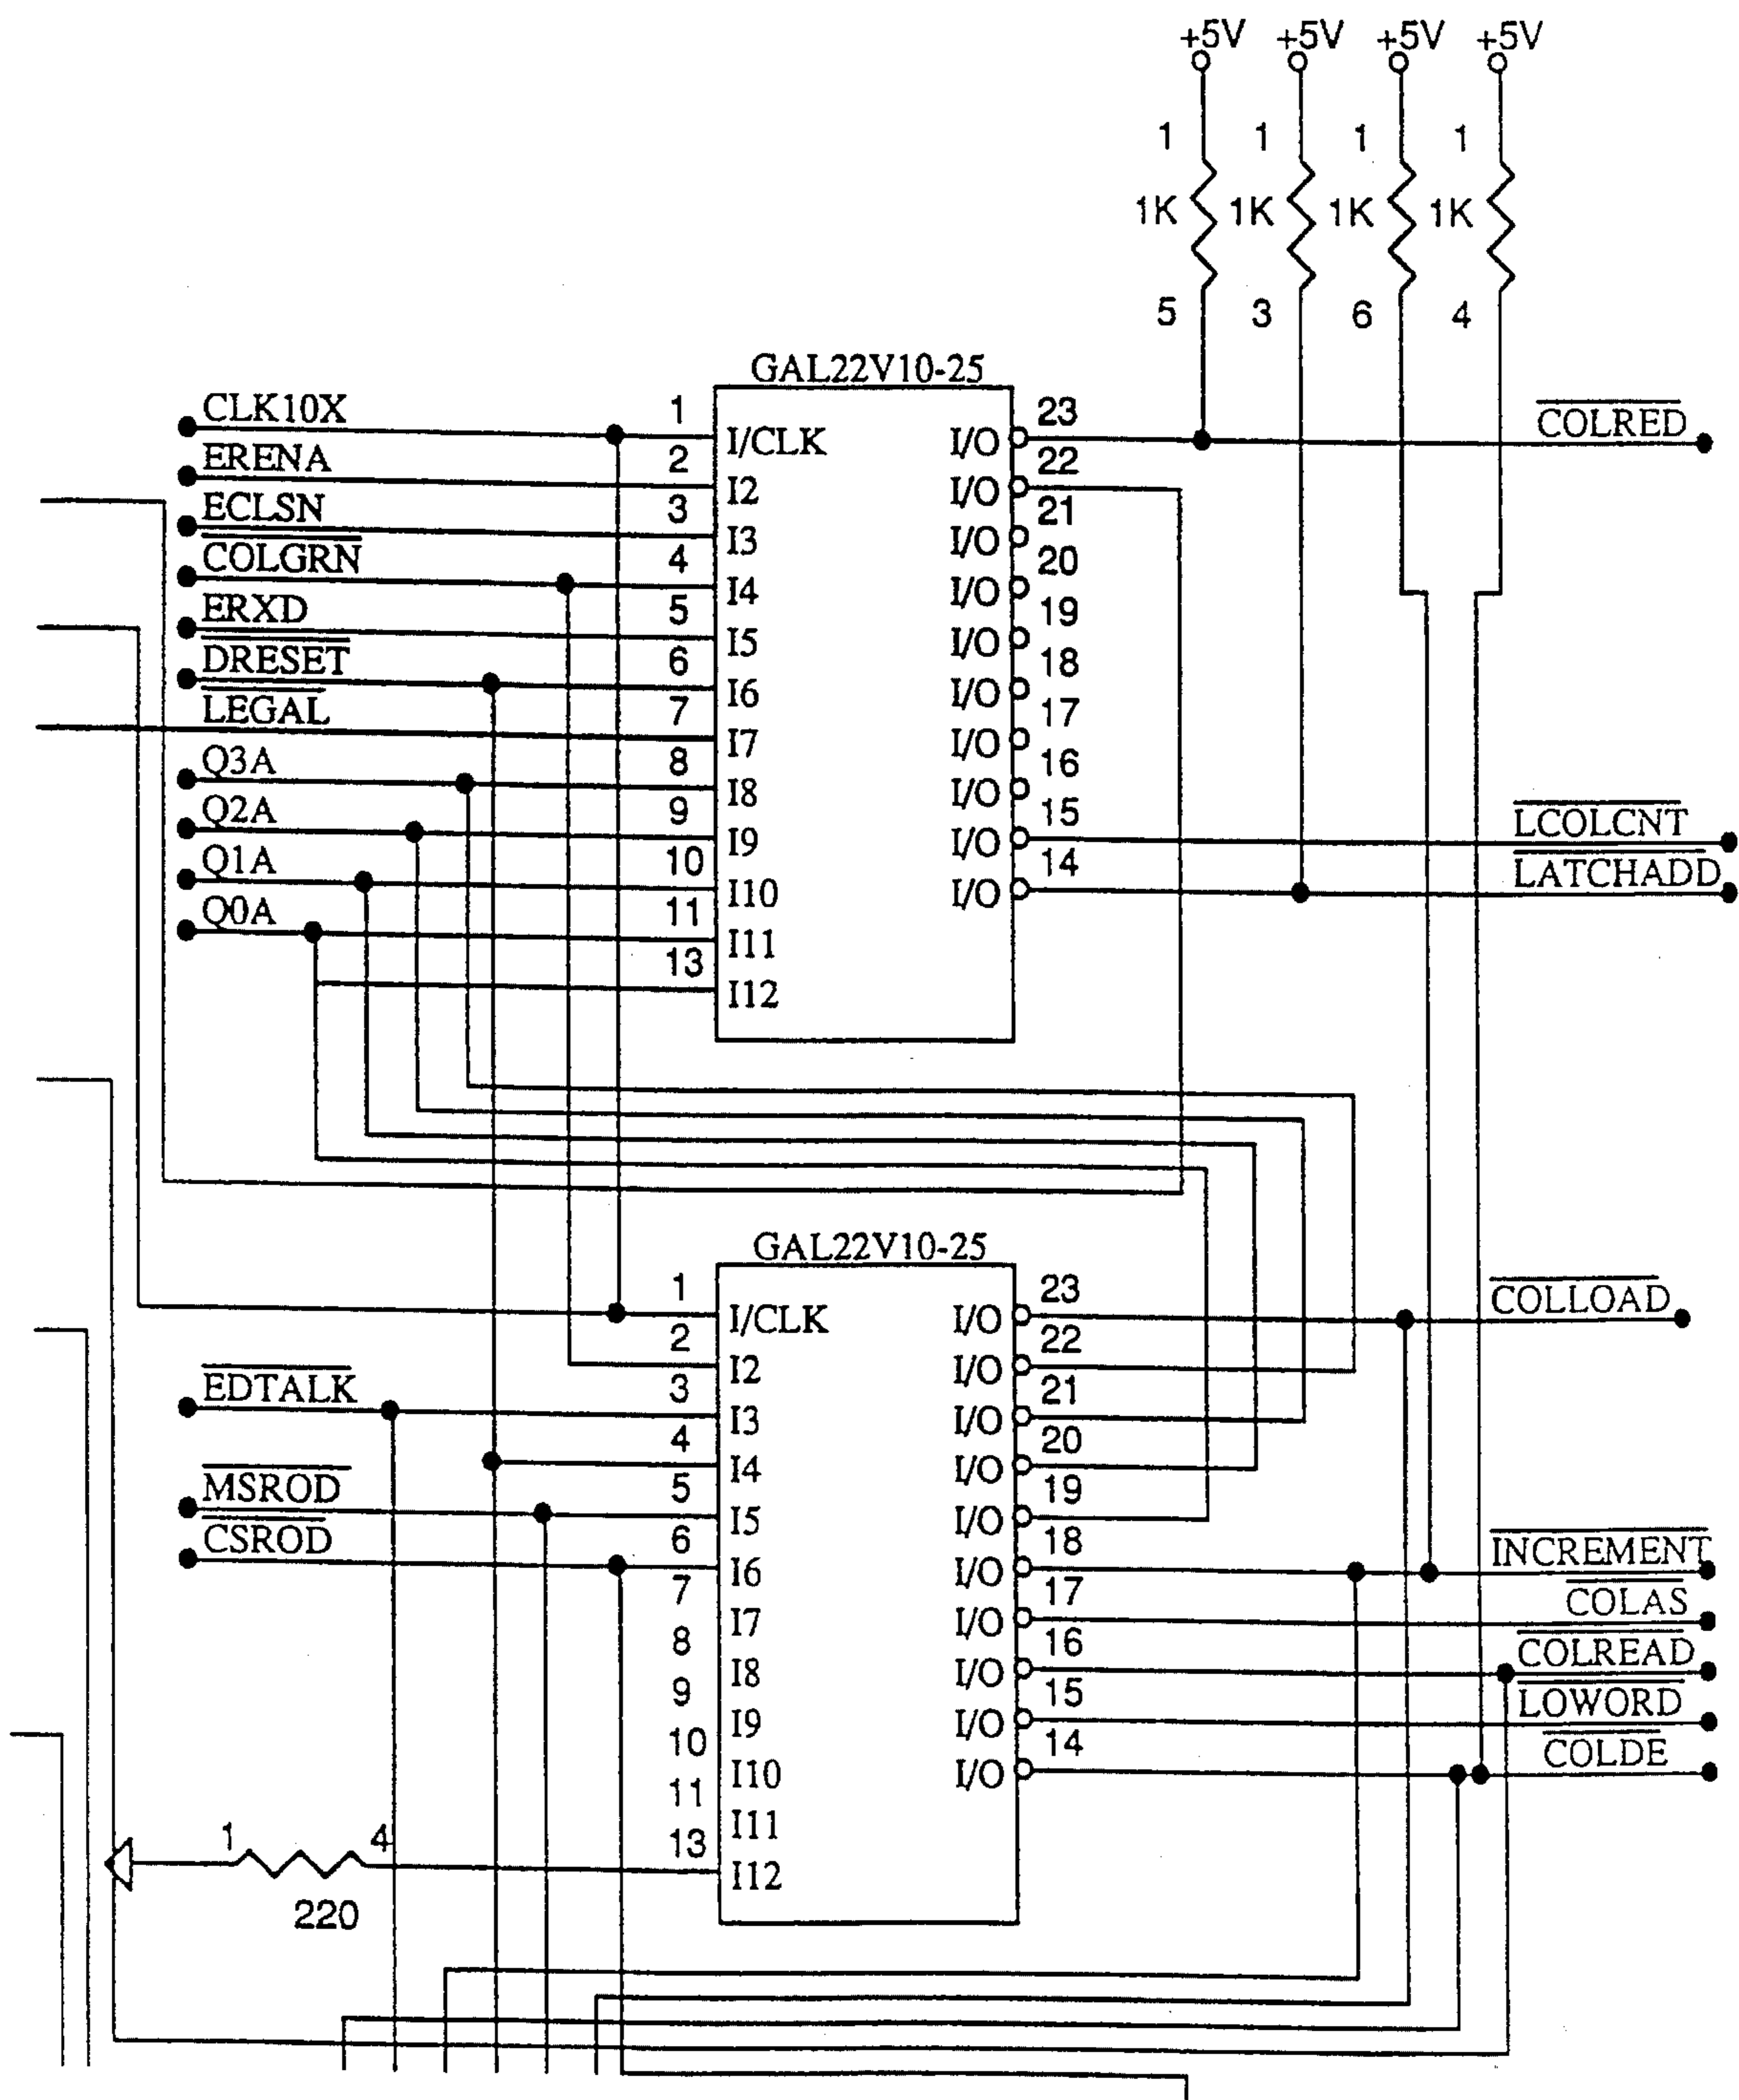 +5V +5V +5V +5V
1 1 1 1
1K 1K 1K 1K
5 3 6 4
GAL22V10-25
CLK10X 1 I/CLK I/O 23 COLRED
ERENA 2 I2 I/O 22
ECLSN 3 I3 I/O 21
COLGRN 4 I4 I/O 20
ERXD 5 I5 I/O 19
DRESET 6 I6 I/O 18
LEGAL 7 I7 I/O 17
Q3A 8 I8 I/O 16
Q2A 9 I9 I/O 15 LCOLCNT
Q1A 10 I10 I/O 14 LATCHADD
Q0A 11 I11
13 I12
GAL22V10-25
1 I/CLK I/O 23 COLLOAD
2 I2 I/O 22
EDTALK 3 I3 I/O 21
4 I4 I/O 20
MSROD 5 I5 I/O 19
CSROD 6 I6 I/O 18 INCREMENT
7 I7 I/O 17 COLAS
8 I8 I/O 16 COLREAD
9 I9 I/O 15 LOWORD
10 I10 I/O 14 COLDE
11 I11
1 4 13 I12
220